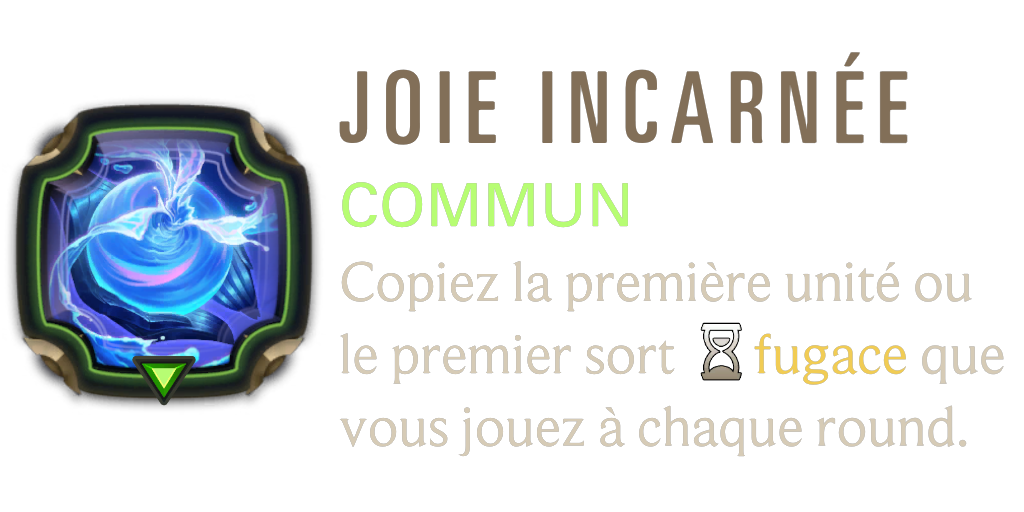 JOIE INCARNÉE
COMMUN
Copiez la première unité ou
le premier sort fugace que
vous jouez à chaque round.